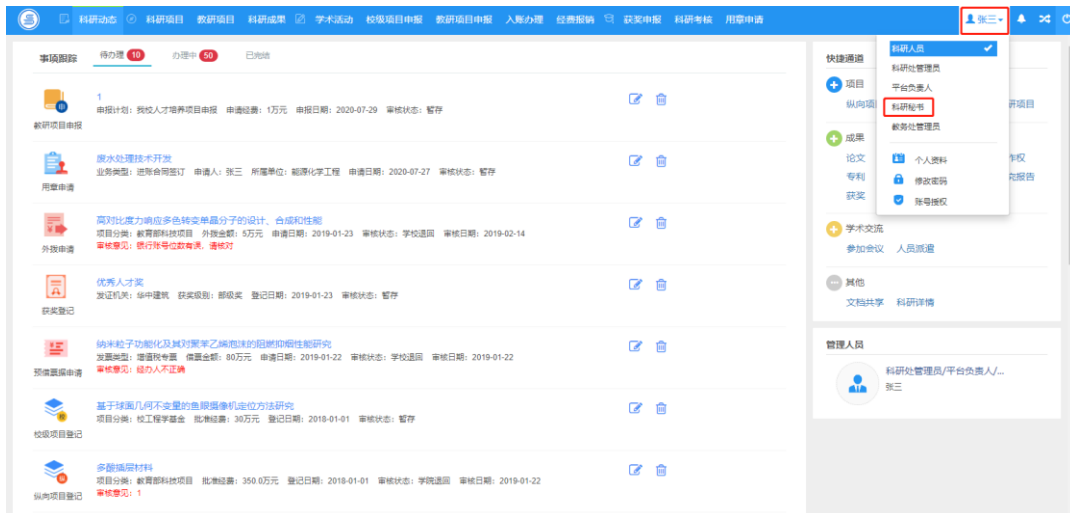 科研动态 科研项目 教研项目 科研成果 学术活动 校级项目申报 教研项目申报 入账办理 经费报销 获奖申报 科研考核 用章申请 张三
事项跟踪 待办理 10 办理中 50 已完结
1
申报计划：我校人才培养项目申报 申请经费：1万元 申报日期：2020-07-29 审核状态：暂存
教研项目申报
废水处理技术开发
业务类型：进账合同签订 申请人：张三 所属单位：能源化学工程 申请日期：2020-07-27 审核状态：暂存
用章申请
高对比度力响应多色转变单晶分子的设计、合成和性能
项目分类：教育部科技项目 外拨金额：5万元 申请日期：2019-01-23 审核状态：学校退回 审核日期：2019-02-14
审核意见：银行账号位数有误，请核对
外拨申请
优秀人才奖
发证机关：华中建筑 获奖级别：部级奖 登记日期：2019-01-23 审核状态：暂存
获奖登记
纳米粒子功能化及其对聚苯乙烯泡沫的阻燃抑烟性能研究
发票类型：增值税专票 借票金额：80万元 申请日期：2019-01-22 审核状态：学校退回 审核日期：2019-01-22
审核意见：经办人不正确
预借票据申请
基于球面几何不变量的鱼眼摄像机定位方法研究
项目分类：校工程学基金 批准经费：30万元 登记日期：2018-01-01 审核状态：暂存
校级项目登记
多酸插层材料
项目分类：教育部科技项目 批准经费：350.0万元 登记日期：2018-01-01 审核状态：学院退回 审核日期：2019-01-22
审核意见：1
纵向项目登记
科研人员
科研处管理员
平台负责人
科研秘书
教务处管理员
个人资料
修改密码
账号授权
快捷通道
项目
纵向项 研项目
成果
论文 作权
专利 究报告
获奖
学术交流
参加会议 人员派遣
其他
文档共享 科研详情
管理人员
科研处管理员/平台负责人/...
张三